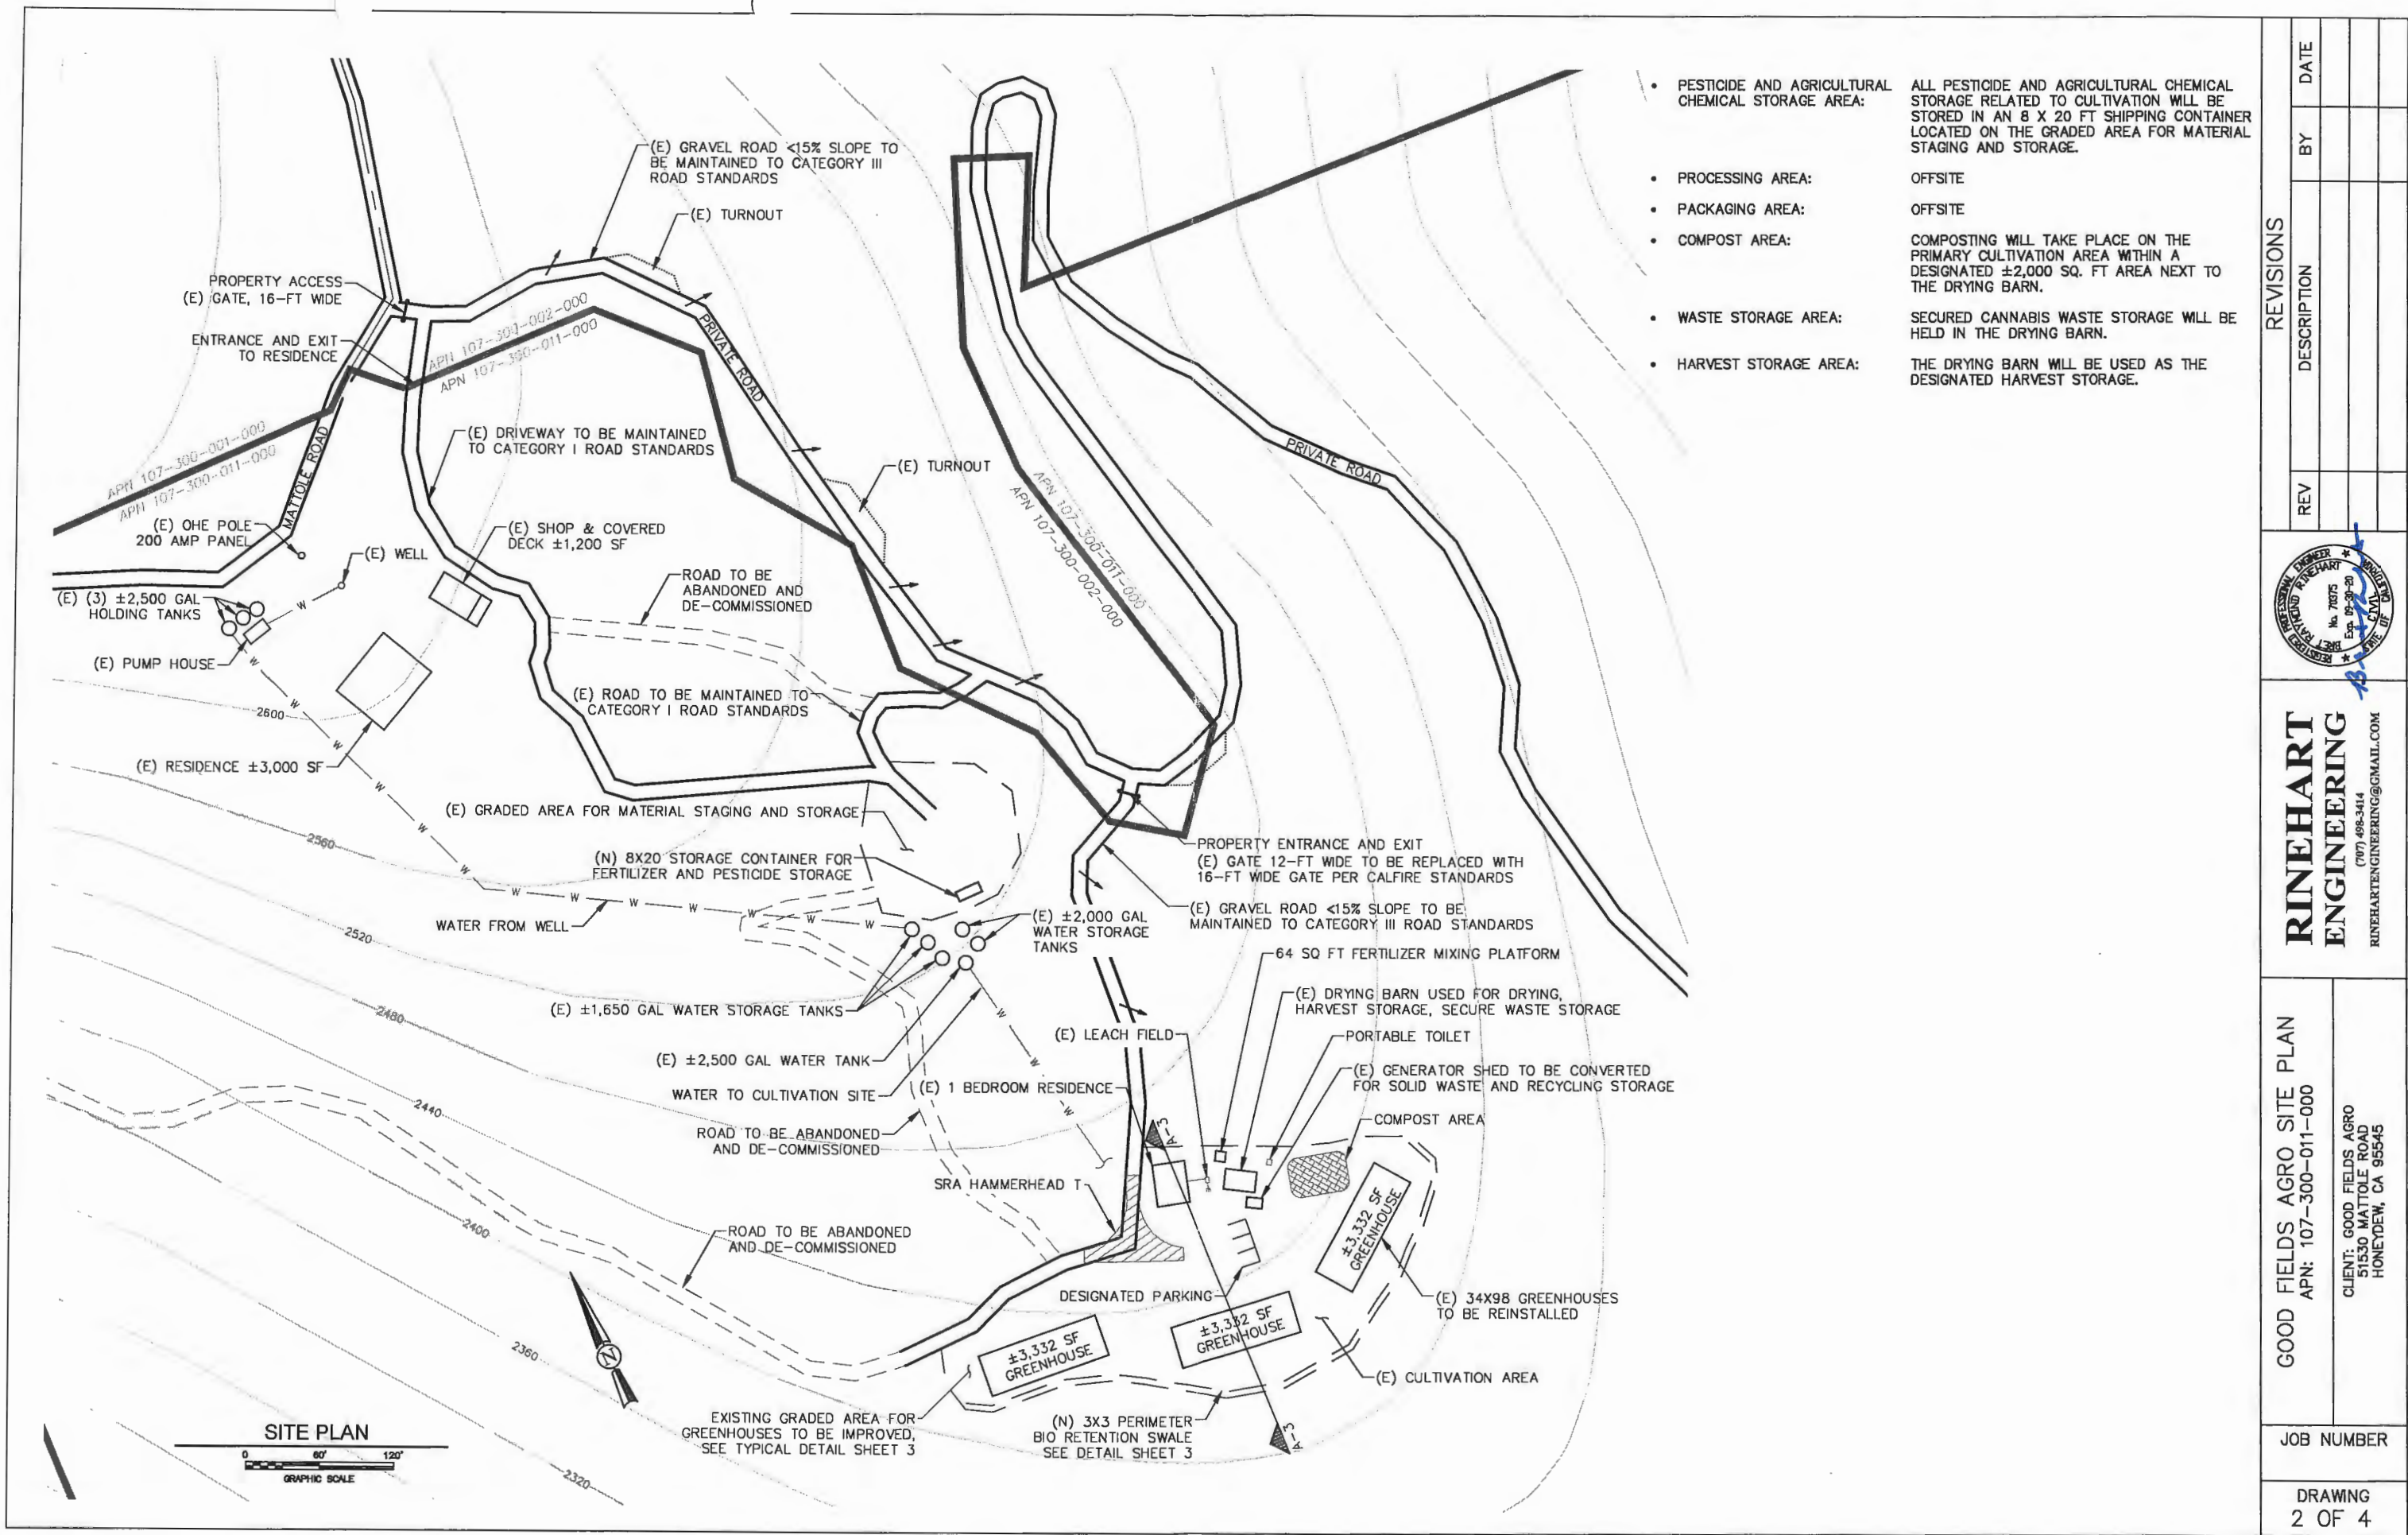 (E) GRAVEL ROAD <15% SLOPE TO
BE MAINTAINED TO CATEGORY III
ROAD STANDARDS
(E) TURNOUT
PROPERTY ACCESS
(E) GATE, 16-FT WIDE
ENTRANCE AND EXIT
TO RESIDENCE
APN 107-300-002-000
APN 107-300-011-000
PRIVATE ROAD
APN 107-300-001-000
APN 107-300-011-000
MATTOLE ROAD
(E) DRIVEWAY TO BE MAINTAINED
TO CATEGORY I ROAD STANDARDS
(E) TURNOUT
PRIVATE ROAD
APN 107-300-011-000
APN 107-300-002-000
(E) OHE POLE
200 AMP PANEL
(E) WELL
(E) SHOP & COVERED
DECK ±1,200 SF
(E) (3) ±2,500 GAL
HOLDING TANKS
(E) PUMP HOUSE
ROAD TO BE
ABANDONED AND
DE-COMMISSIONED
(E) ROAD TO BE MAINTAINED TO
CATEGORY I ROAD STANDARDS
2600
W
W
W
W
W
W
(E) RESIDENCE ±3,000 SF
(E) GRADED AREA FOR MATERIAL STAGING AND STORAGE
2560
(N) 8X20 STORAGE CONTAINER FOR
FERTILIZER AND PESTICIDE STORAGE
W W W W W W
WATER FROM WELL
2520
PROPERTY ENTRANCE AND EXIT
(E) GATE 12-FT WIDE TO BE REPLACED WITH
16-FT WIDE GATE PER CALFIRE STANDARDS
(E) GRAVEL ROAD <15% SLOPE TO BE
MAINTAINED TO CATEGORY III ROAD STANDARDS
(E) ±2,000 GAL
WATER STORAGE
TANKS
64 SQ FT FERTILIZER MIXING PLATFORM
(E) ±1,650 GAL WATER STORAGE TANKS
2480
(E) DRYING BARN USED FOR DRYING,
HARVEST STORAGE, SECURE WASTE STORAGE
(E) LEACH FIELD
PORTABLE TOILET
(E) ±2,500 GAL WATER TANK
W
W
W
W
WATER TO CULTIVATION SITE
(E) 1 BEDROOM RESIDENCE
(E) GENERATOR SHED TO BE CONVERTED
FOR SOLID WASTE AND RECYCLING STORAGE
2440
COMPOST AREA
A-3
ROAD TO BE ABANDONED
AND DE-COMMISSIONED
SRA HAMMERHEAD T
2400
ROAD TO BE ABANDONED
AND DE-COMMISSIONED
±3,332 SF
GREENHOUSE
DESIGNATED PARKING
(E) 34X98 GREENHOUSES
TO BE REINSTALLED
±3,332 SF
GREENHOUSE
±3,332 SF
GREENHOUSE
2360
N
(E) CULTIVATION AREA
EXISTING GRADED AREA FOR
GREENHOUSES TO BE IMPROVED,
SEE TYPICAL DETAIL SHEET 3
(N) 3X3 PERIMETER
BIO RETENTION SWALE
SEE DETAIL SHEET 3
A-3
2320
SITE PLAN
0 60' 120'
GRAPHIC SCALE
• PESTICIDE AND AGRICULTURAL
CHEMICAL STORAGE AREA:
ALL PESTICIDE AND AGRICULTURAL CHEMICAL
STORAGE RELATED TO CULTIVATION WILL BE
STORED IN AN 8 X 20 FT SHIPPING CONTAINER
LOCATED ON THE GRADED AREA FOR MATERIAL
STAGING AND STORAGE.
• PROCESSING AREA: OFFSITE
• PACKAGING AREA: OFFSITE
• COMPOST AREA:
COMPOSTING WILL TAKE PLACE ON THE
PRIMARY CULTIVATION AREA WITHIN A
DESIGNATED ±2,000 SQ. FT AREA NEXT TO
THE DRYING BARN.
• WASTE STORAGE AREA:
SECURED CANNABIS WASTE STORAGE WILL BE
HELD IN THE DRYING BARN.
• HARVEST STORAGE AREA:
THE DRYING BARN WILL BE USED AS THE
DESIGNATED HARVEST STORAGE.
REVISIONS
REV DESCRIPTION BY DATE
REGISTERED PROFESSIONAL ENGINEER
BRET RAYMOND RINEHART
No. 70375
Exp. 09-30-20
CIVIL
STATE OF CALIFORNIA
RINEHART
ENGINEERING
(707) 498-3414
RINEHARTENGINEERING@GMAIL.COM
GOOD FIELDS AGRO SITE PLAN
APN: 107-300-011-000
CLIENT: GOOD FIELDS AGRO
51530 MATTOLE ROAD
HONEYDEW, CA 95545
JOB NUMBER
DRAWING
2 OF 4